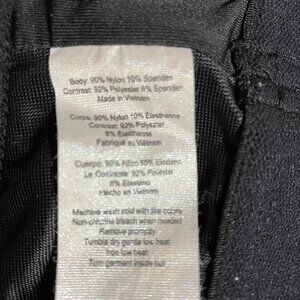 Body: 90% Nylon 10% Spandex
Contrast: 92% Polyester 8% Spandex
Made in Vietnam
Corps: 90% Nylon 10% Elasthanne
Contrast: 92% Polyester
8% Elasthanne
Fabriqué au Viêtnam
Cuerpo: 90% Nilon 10% Elastano
Le Contraste: 92% Poliéster
8% Elastano
Hecho en Vietnam
Machine wash cold with like colors
Non-chlorine bleach when needed
Remove promptly
Tumble dry gentle low heat
Iron low heat
Turn garment inside out